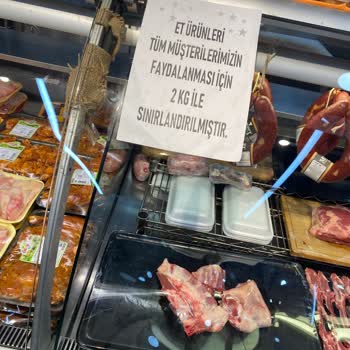 ET ÜRÜNLERİ
TÜM MÜŞTERİLERİMİZİN
FAYDALANMASI İÇİN
2 KG İLE
SINIRLANDIRILMIŞTIR.